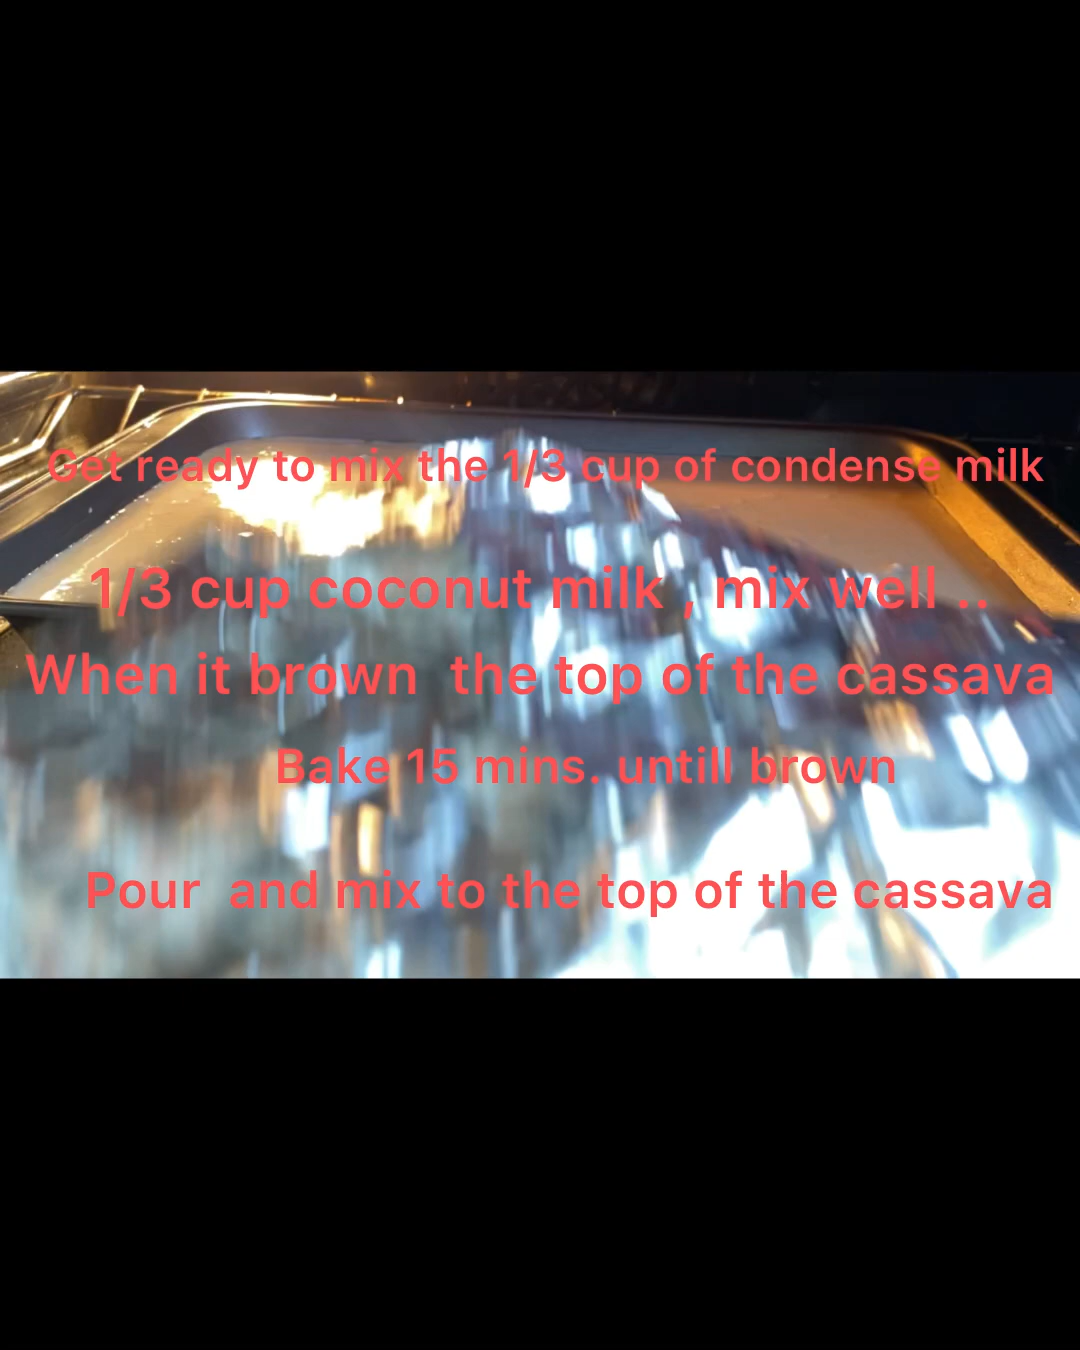 Get ready to mix the 1/3 cup of condense milk
1/3 cup coconut milk , mix well ..
When it brown the top of the cassava
Bake 15 mins. untill brown
Pour and mix to the top of the cassava